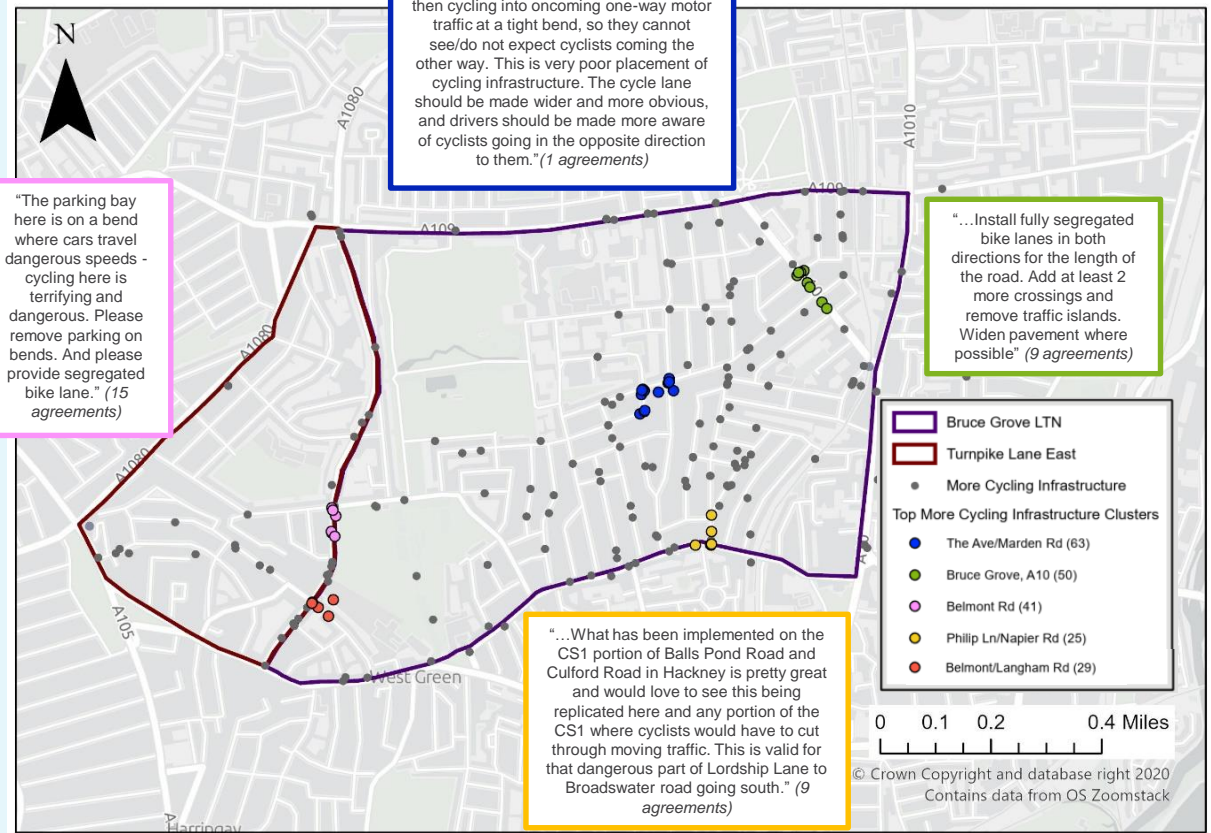 then cycling into oncoming one-way motor
traffic at a tight bend, so they cannot
see/do not expect cyclists coming the
other way. This is very poor placement of
cycling infrastructure. The cycle lane
should be made wider and more obvious,
and drivers should be made more aware
of cyclists going in the opposite direction
to them.”(1 agreements)
N
A1080
A1010
A109
A109
“The parking bay
here is on a bend
where cars travel
dangerous speeds -
cycling here is
terrifying and
dangerous. Please
remove parking on
bends. And please
provide segregated
bike lane.” (15
agreements)
“…Install fully segregated
bike lanes in both
directions for the length of
the road. Add at least 2
more crossings and
remove traffic islands.
Widen pavement where
possible” (9 agreements)
A1080
A1080
A105
West Green
Harringay
“…What has been implemented on the
CS1 portion of Balls Pond Road and
Culford Road in Hackney is pretty great
and would love to see this being
replicated here and any portion of the
CS1 where cyclists would have to cut
through moving traffic. This is valid for
that dangerous part of Lordship Lane to
Broadswater road going south.” (9
agreements)
Bruce Grove LTN
Turnpike Lane East
More Cycling Infrastructure
Top More Cycling Infrastructure Clusters
The Ave/Marden Rd (63)
Bruce Grove, A10 (50)
Belmont Rd (41)
Philip Ln/Napier Rd (25)
Belmont/Langham Rd (29)
0 0.1 0.2 0.4 Miles
© Crown Copyright and database right 2020
Contains data from OS Zoomstack